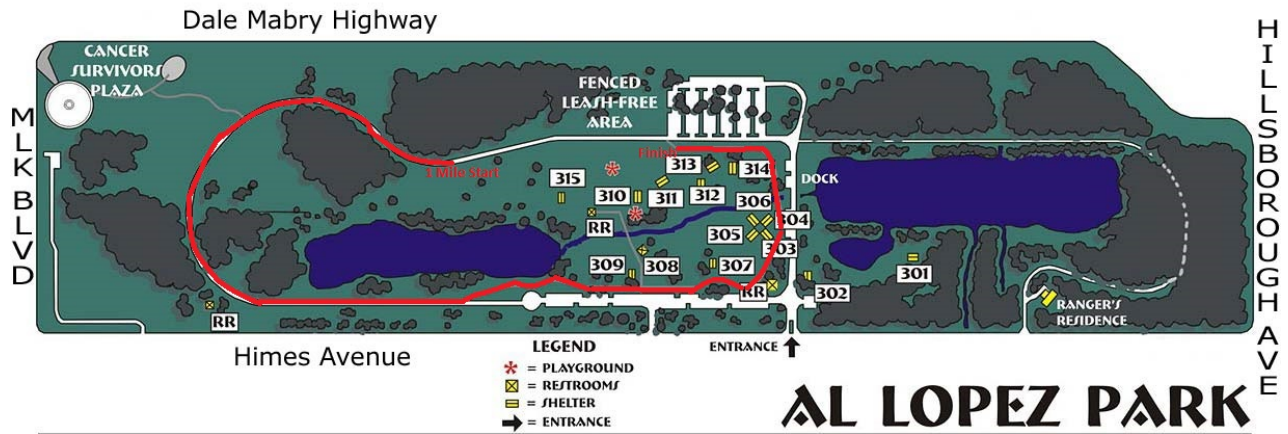 Dale Mabry Highway
CANCER
SURVIVORS
PLAZA
FENCED
LEASH-FREE
AREA
MLK BLVD
HILLSBOROUGH AVE
1 Mile Start
Finish
313
314
315
310
311
312
DOCK
306
304
RR
305
303
309
308
307
301
RR
302
RR
RANGER'S
RESIDENCE
Himes Avenue
ENTRANCE
LEGEND
= PLAYGROUND
= RESTROOMS
= SHELTER
= ENTRANCE
AL LOPEZ PARK